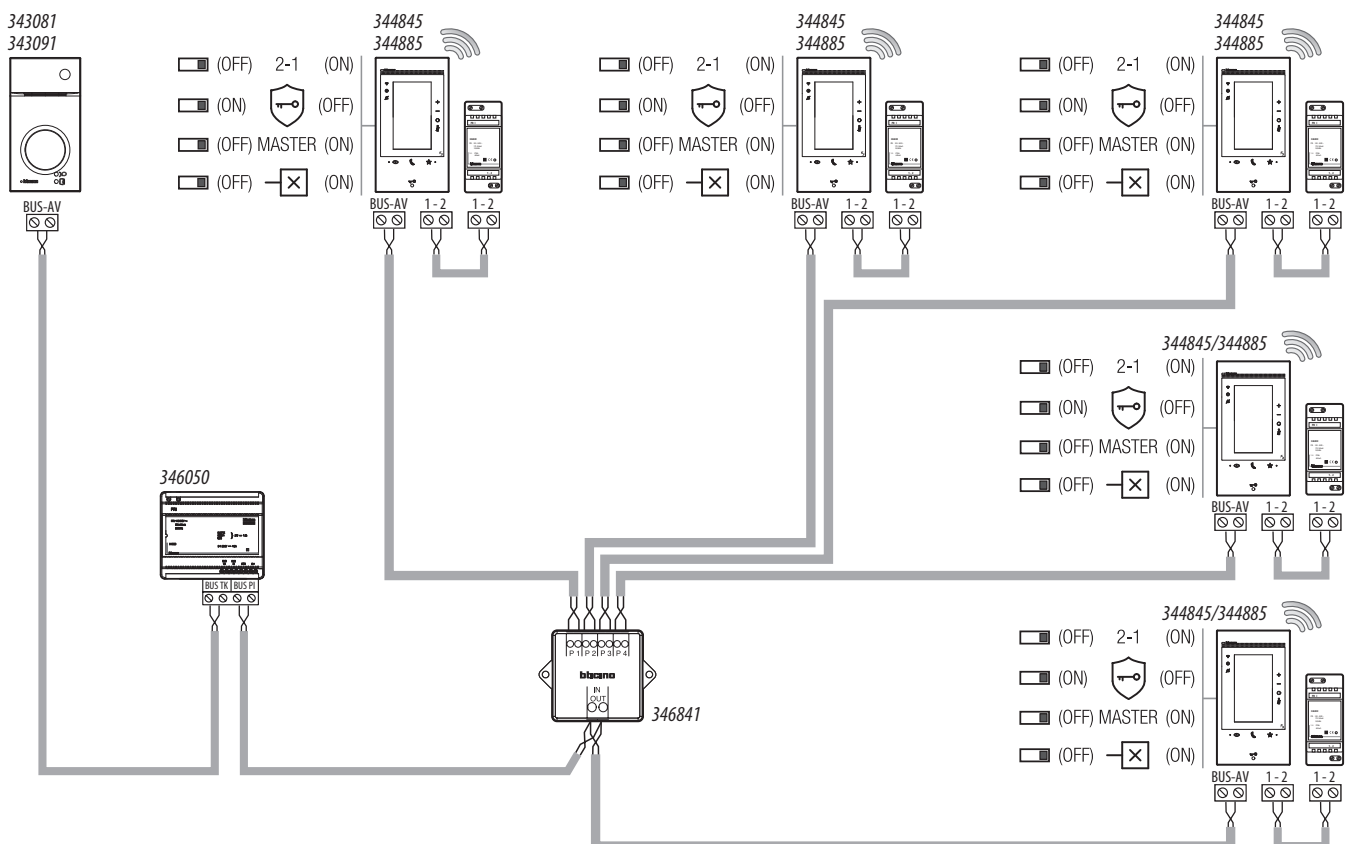 343081
343091
BUS-AV
344845
344885
(OFF) 2-1 (ON)
(ON) (OFF)
(OFF) MASTER (ON)
(OFF) (ON)
BUS-AV 1 - 2 1 - 2
344845
344885
(OFF) 2-1 (ON)
(ON) (OFF)
(OFF) MASTER (ON)
(OFF) (ON)
BUS-AV 1 - 2 1 - 2
344845
344885
(OFF) 2-1 (ON)
(ON) (OFF)
(OFF) MASTER (ON)
(OFF) (ON)
BUS-AV 1 - 2 1 - 2
344845/344885
(OFF) 2-1 (ON)
(ON) (OFF)
(OFF) MASTER (ON)
(OFF) (ON)
BUS-AV 1 - 2 1 - 2
346050
BUS TK BUS PI
P 1 P 2 P 3 P 4
bticino
IN
OUT
346841
344845/344885
(OFF) 2-1 (ON)
(ON) (OFF)
(OFF) MASTER (ON)
(OFF) (ON)
BUS-AV 1 - 2 1 - 2